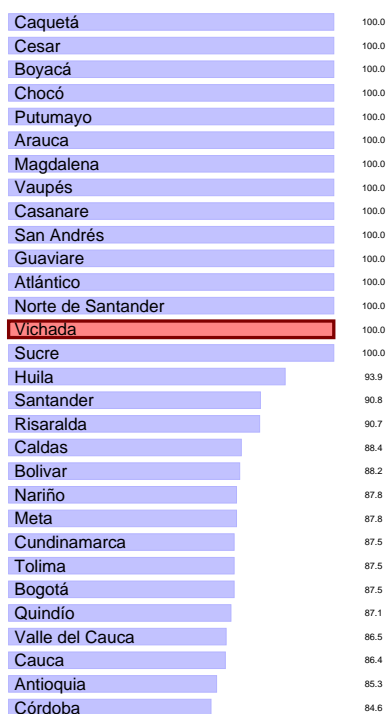 Caquetá 100.0
Cesar 100.0
Boyacá 100.0
Chocó 100.0
Putumayo 100.0
Arauca 100.0
Magdalena 100.0
Vaupés 100.0
Casanare 100.0
San Andrés 100.0
Guaviare 100.0
Atlántico 100.0
Norte de Santander 100.0
Vichada 100.0
Sucre 100.0
Huila 93.9
Santander 90.8
Risaralda 90.7
Caldas 88.4
Bolivar 88.2
Nariño 87.8
Meta 87.8
Cundinamarca 87.5
Tolima 87.5
Bogotá 87.5
Quindío 87.1
Valle del Cauca 86.5
Cauca 86.4
Antioquia 85.3
Córdoba 84.6